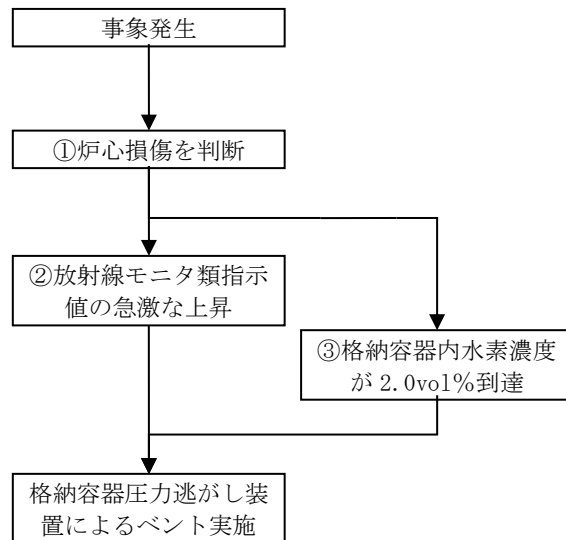 事象発生
①炉心損傷を判断
②放射線モニタ類指示
値の急激な上昇
③格納容器内水素濃度
が 2.0vol％到達
格納容器圧力逃がし装
置によるベント実施